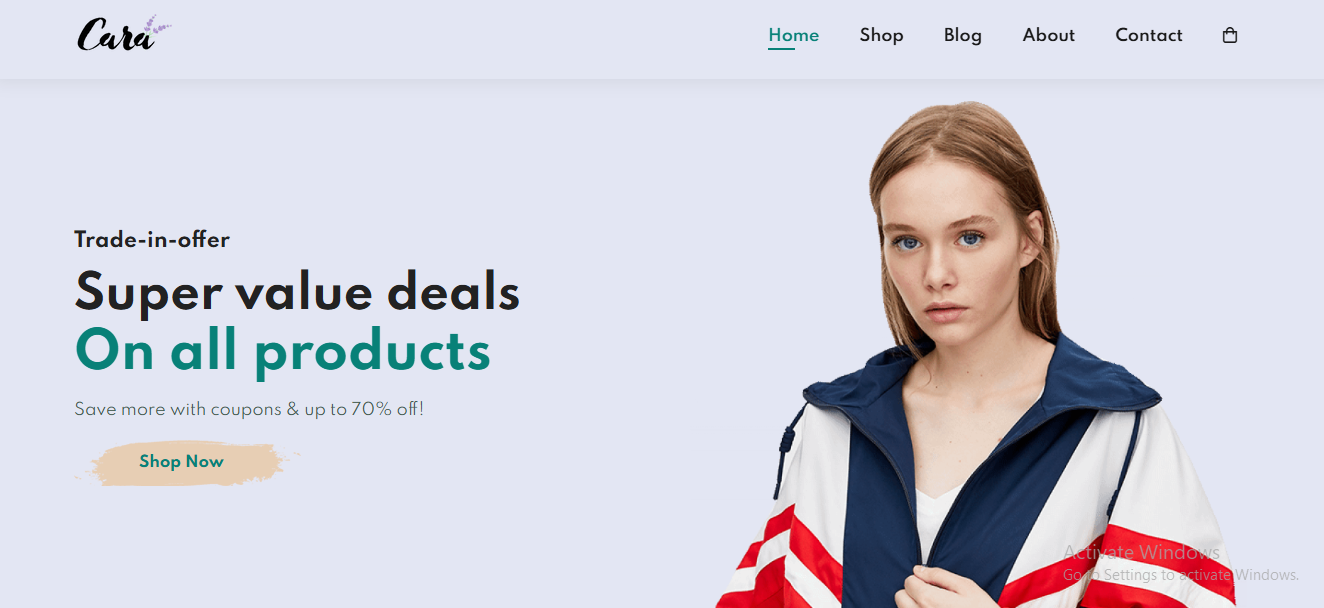 Cara
Home Shop Blog About Contact
Trade-in-offer
Super value deals
On all products
Save more with coupons & up to 70% off!
Shop Now
Activate Windows
Go to Settings to activate Windows.